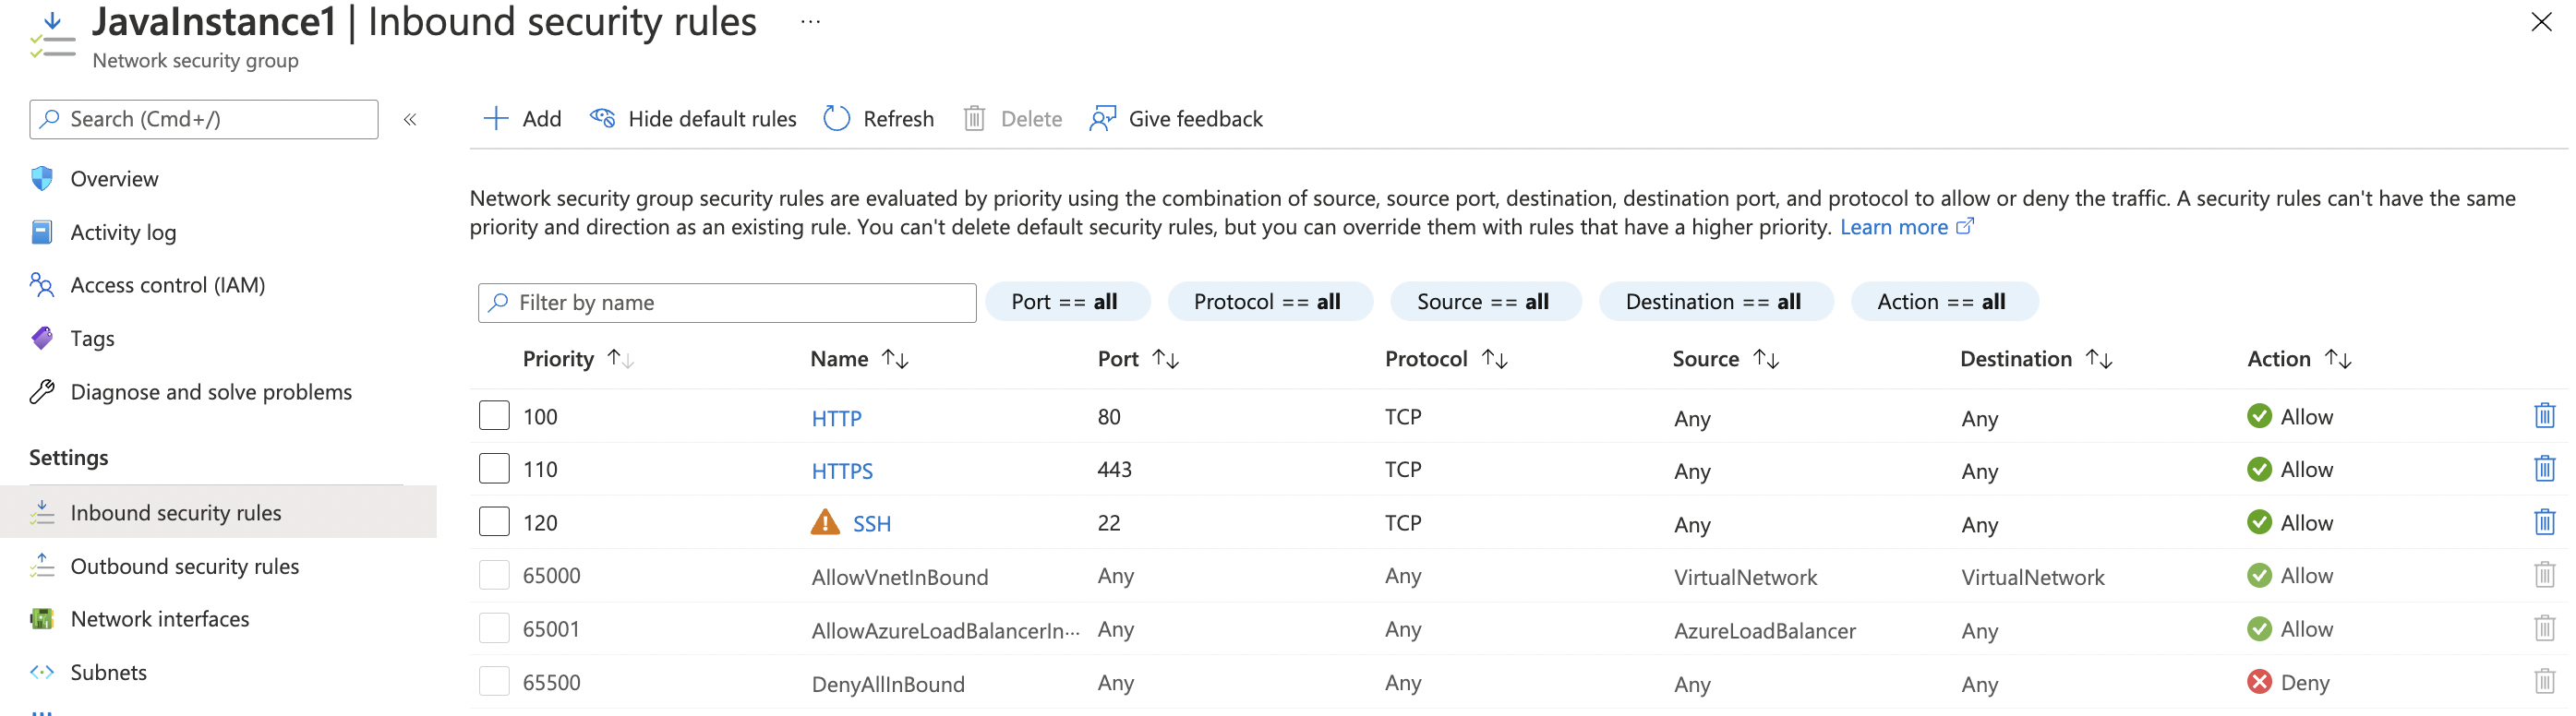 JavaInstance1 | Inbound security rules ...
Network security group
Search (Cmd+/) «
Overview
Activity log
Access control (IAM)
Tags
Diagnose and solve problems
Settings
Inbound security rules
Outbound security rules
Network interfaces
Subnets
Add Hide default rules Refresh Delete Give feedback
Network security group security rules are evaluated by priority using the combination of source, source port, destination, destination port, and protocol to allow or deny the traffic. A security rules can't have the same
priority and direction as an existing rule. You can't delete default security rules, but you can override them with rules that have a higher priority. Learn more
Filter by name Port == all Protocol == all Source == all Destination == all Action == all
Priority Name Port Protocol Source Destination Action
100 HTTP 80 TCP Any Any Allow
110 HTTPS 443 TCP Any Any Allow
120 SSH 22 TCP Any Any Allow
65000 AllowVnetInBound Any Any VirtualNetwork VirtualNetwork Allow
65001 AllowAzureLoadBalancerIn... Any Any AzureLoadBalancer Any Allow
65500 DenyAllInBound Any Any Any Any Deny